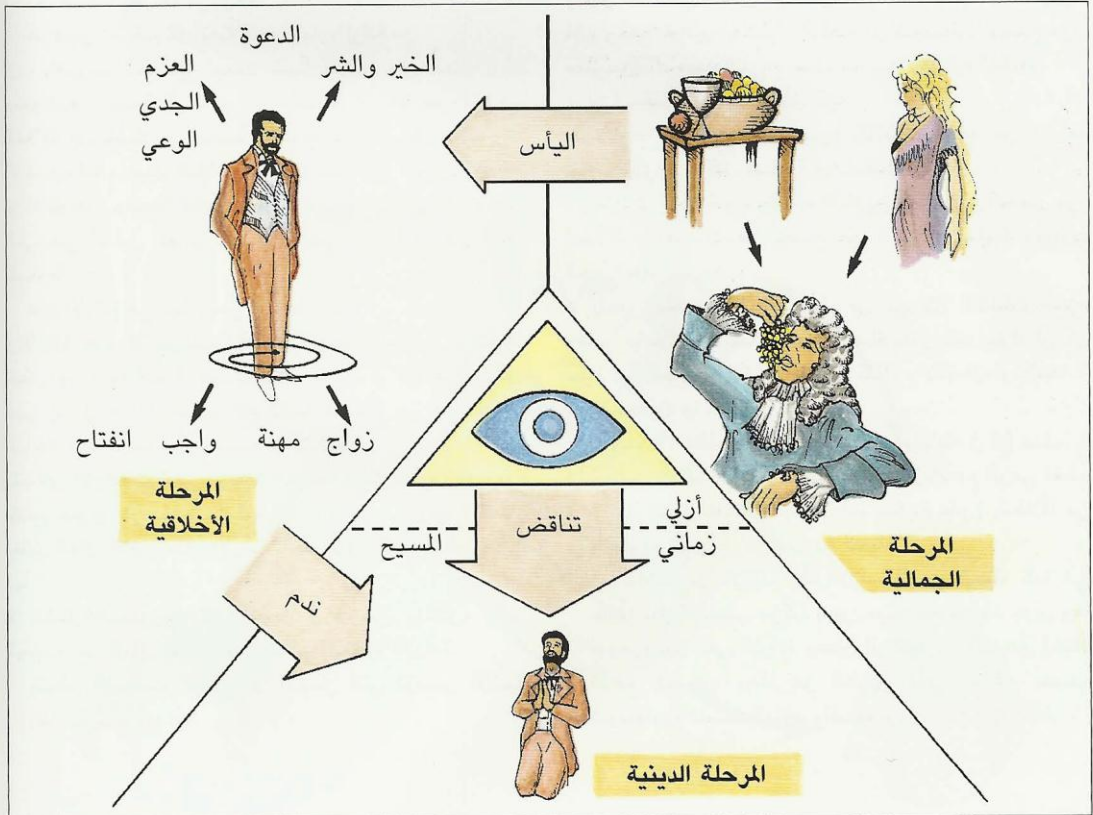 الدعوة
العزم
الخير والشر
الجدي
الوعي
اليأس
زواج
مهنة
واجب
انفتاح
المرحلة
الأخلاقية
المرحلة
الجمالية
أزلي
زماني
تناقض
المسيح
ندم
المرحلة الدينية